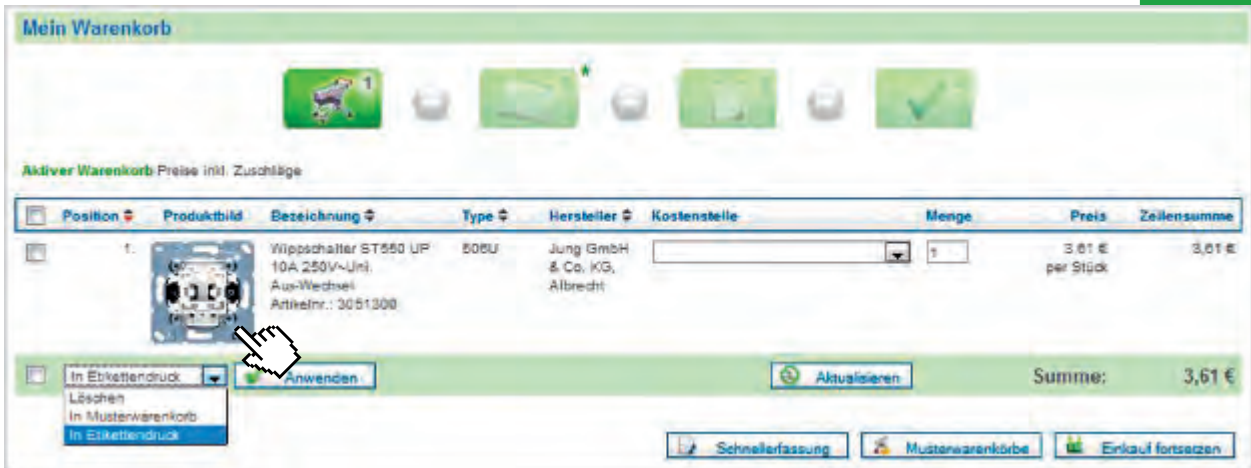 Mein Warenkorb
1
*
Aktiver Warenkorb Preise inkl. Zuschläge
Position Produktbild Bezeichnung Type Hersteller Kostenstelle Menge Preis Zeilensumme
1. Wippschalter ST550 UP 506U Jung GmbH 1 3,61 € 3,61 €
10A 250V~Uni. & Co. KG, per Stück
Aus-Wechsel Albrecht
Artikelnr.: 3051300
In Etikettendruck Anwenden Aktualisieren Summe: 3,61 €
Löschen
In Musterwarenkorb
In Etikettendruck
Schnellerfassung Musterwarenkörbe Einkauf fortsetzen